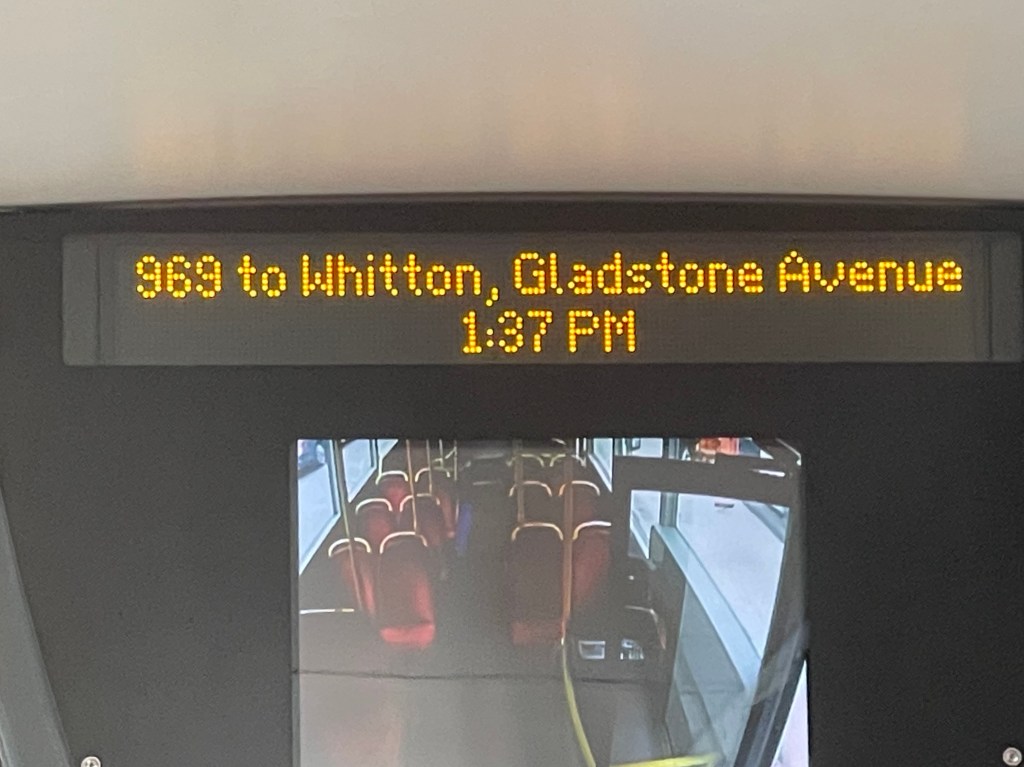 969 to Whitton, Gladstone Avenue
1:37 PM